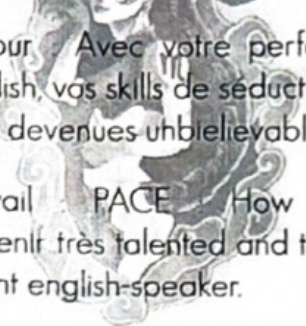 our Avec votre perf
lish, vos skills de séduct
devenues unblelievabl
ail PACE How
enir très talented and t
nt english-speaker.